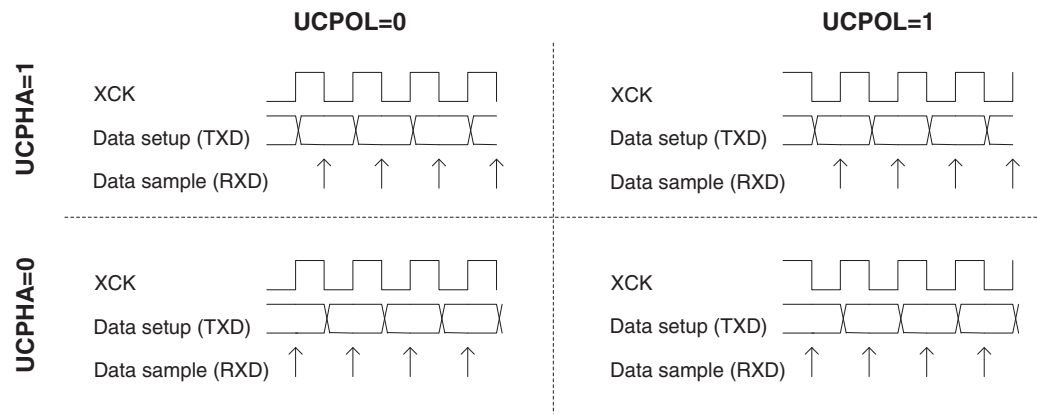 UCPOL=0
UCPOL=1
UCPHA=1
XCK
Data setup (TXD)
Data sample (RXD)
XCK
Data setup (TXD)
Data sample (RXD)
UCPHA=0
XCK
Data setup (TXD)
Data sample (RXD)
XCK
Data setup (TXD)
Data sample (RXD)